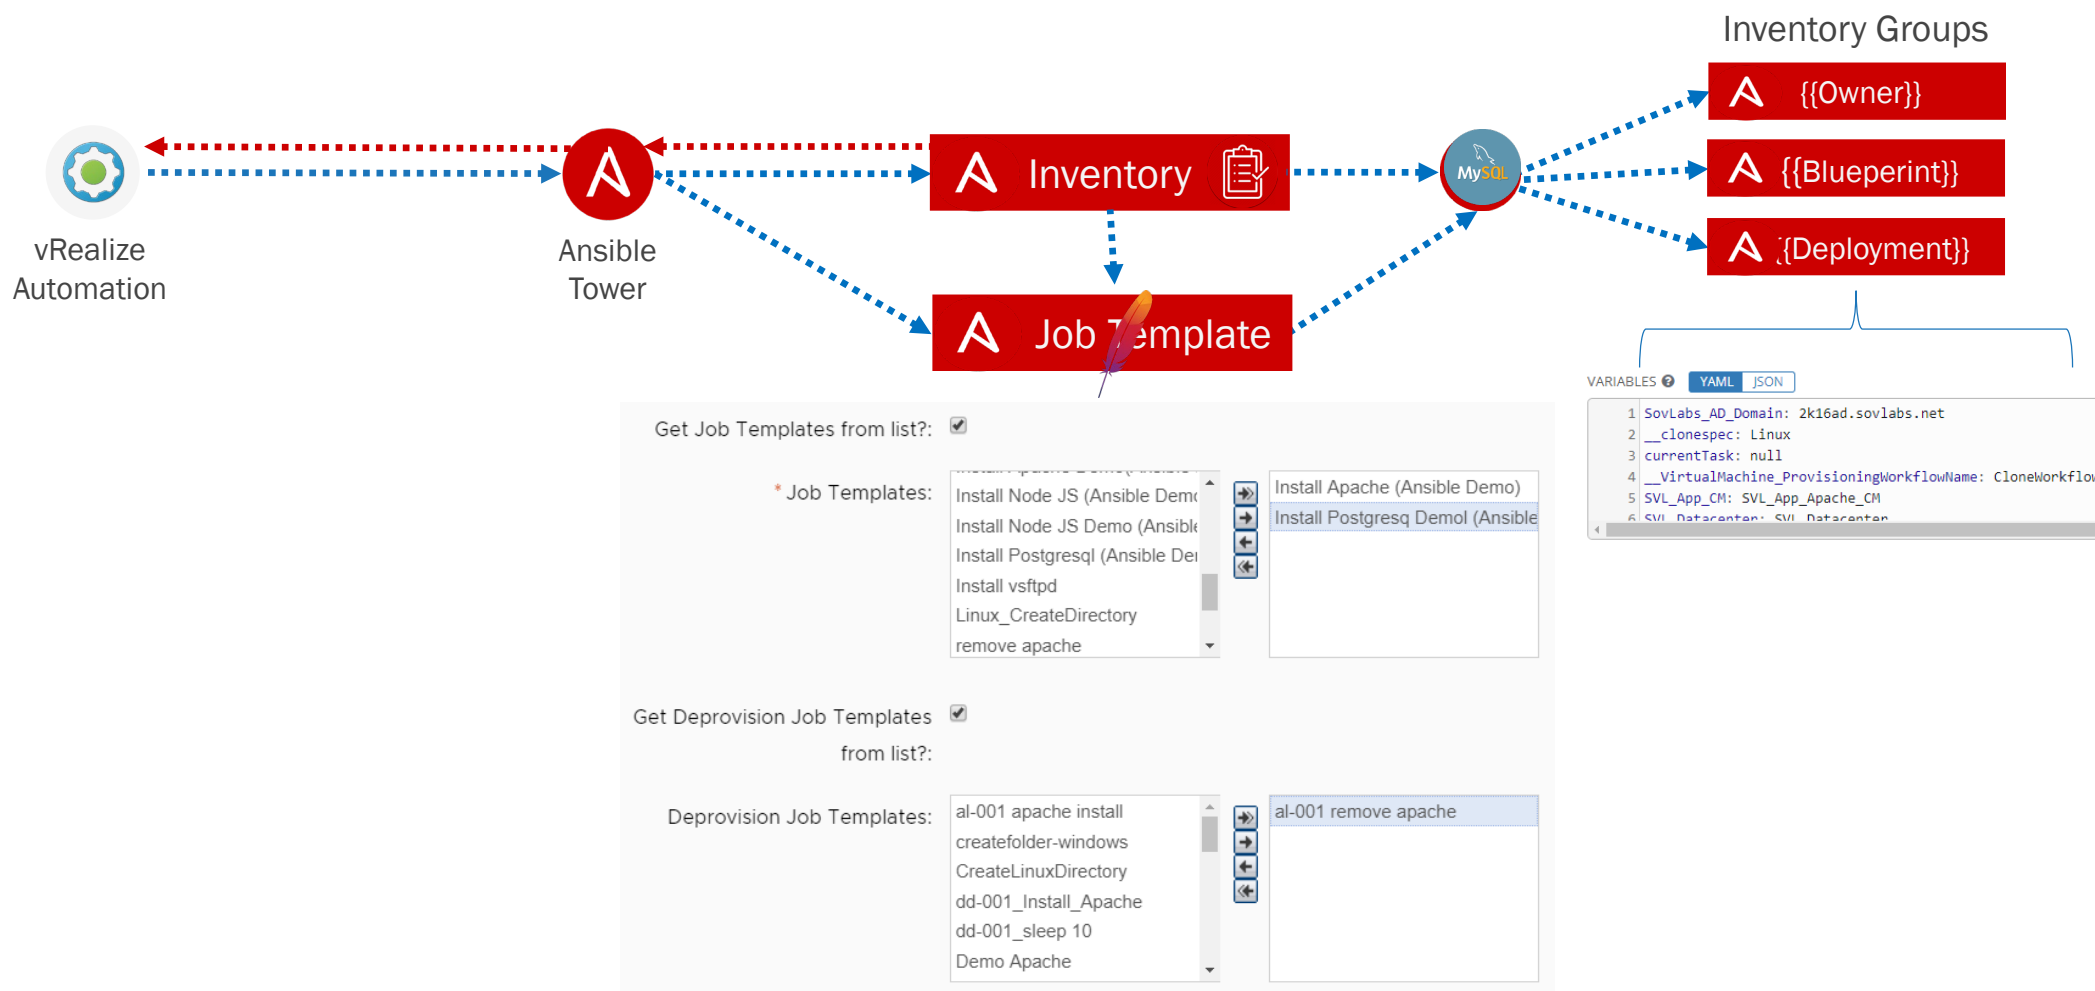 Inventory Groups
{{Owner}}
{{Blueperint}}
{{Deployment}}
vRealize
Automation
Ansible
Tower
Inventory
MySQL
Job Template
VARIABLES
YAML JSON
1 SovLabs_AD_Domain: 2k16ad.sovlabs.net
2 __clonespec: Linux
3 currentTask: null
4 __VirtualMachine_ProvisioningWorkflowName: CloneWorkflow
5 SVL_App_CM: SVL_App_Apache_CM
6 SVL_Datacenter: SVL_Datacenter
Get Job Templates from list?:
* Job Templates:
Install Node JS (Ansible Demo
Install Node JS Demo (Ansible
Install Postgresql (Ansible De
Install vsftpd
Linux_CreateDirectory
remove apache
Install Apache (Ansible Demo)
Install Postgresq Demol (Ansible
Get Deprovision Job Templates
from list?:
Deprovision Job Templates:
al-001 apache install
createfolder-windows
CreateLinuxDirectory
dd-001_Install_Apache
dd-001_sleep 10
Demo Apache
al-001 remove apache